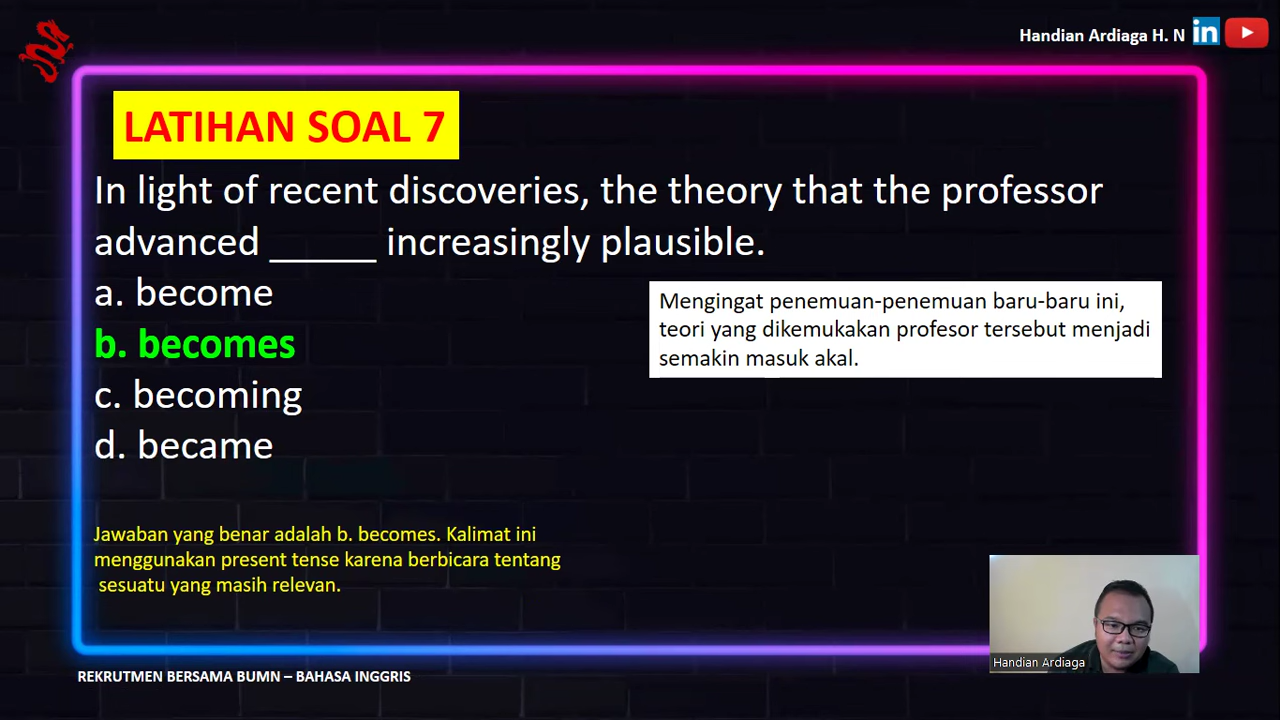 Handian Ardiaga H. N in
LATIHAN SOAL 7
In light of recent discoveries, the theory that the professor
advanced _____ increasingly plausible.
a. become
b. becomes
c. becoming
d. became
Mengingat penemuan-penemuan baru-baru ini,
teori yang dikemukakan profesor tersebut menjadi
semakin masuk akal.
Jawaban yang benar adalah b. becomes. Kalimat ini
menggunakan present tense karena berbicara tentang
sesuatu yang masih relevan.
Handian Ardiaga
REKRUTMEN BERSAMA BUMN – BAHASA INGGRIS